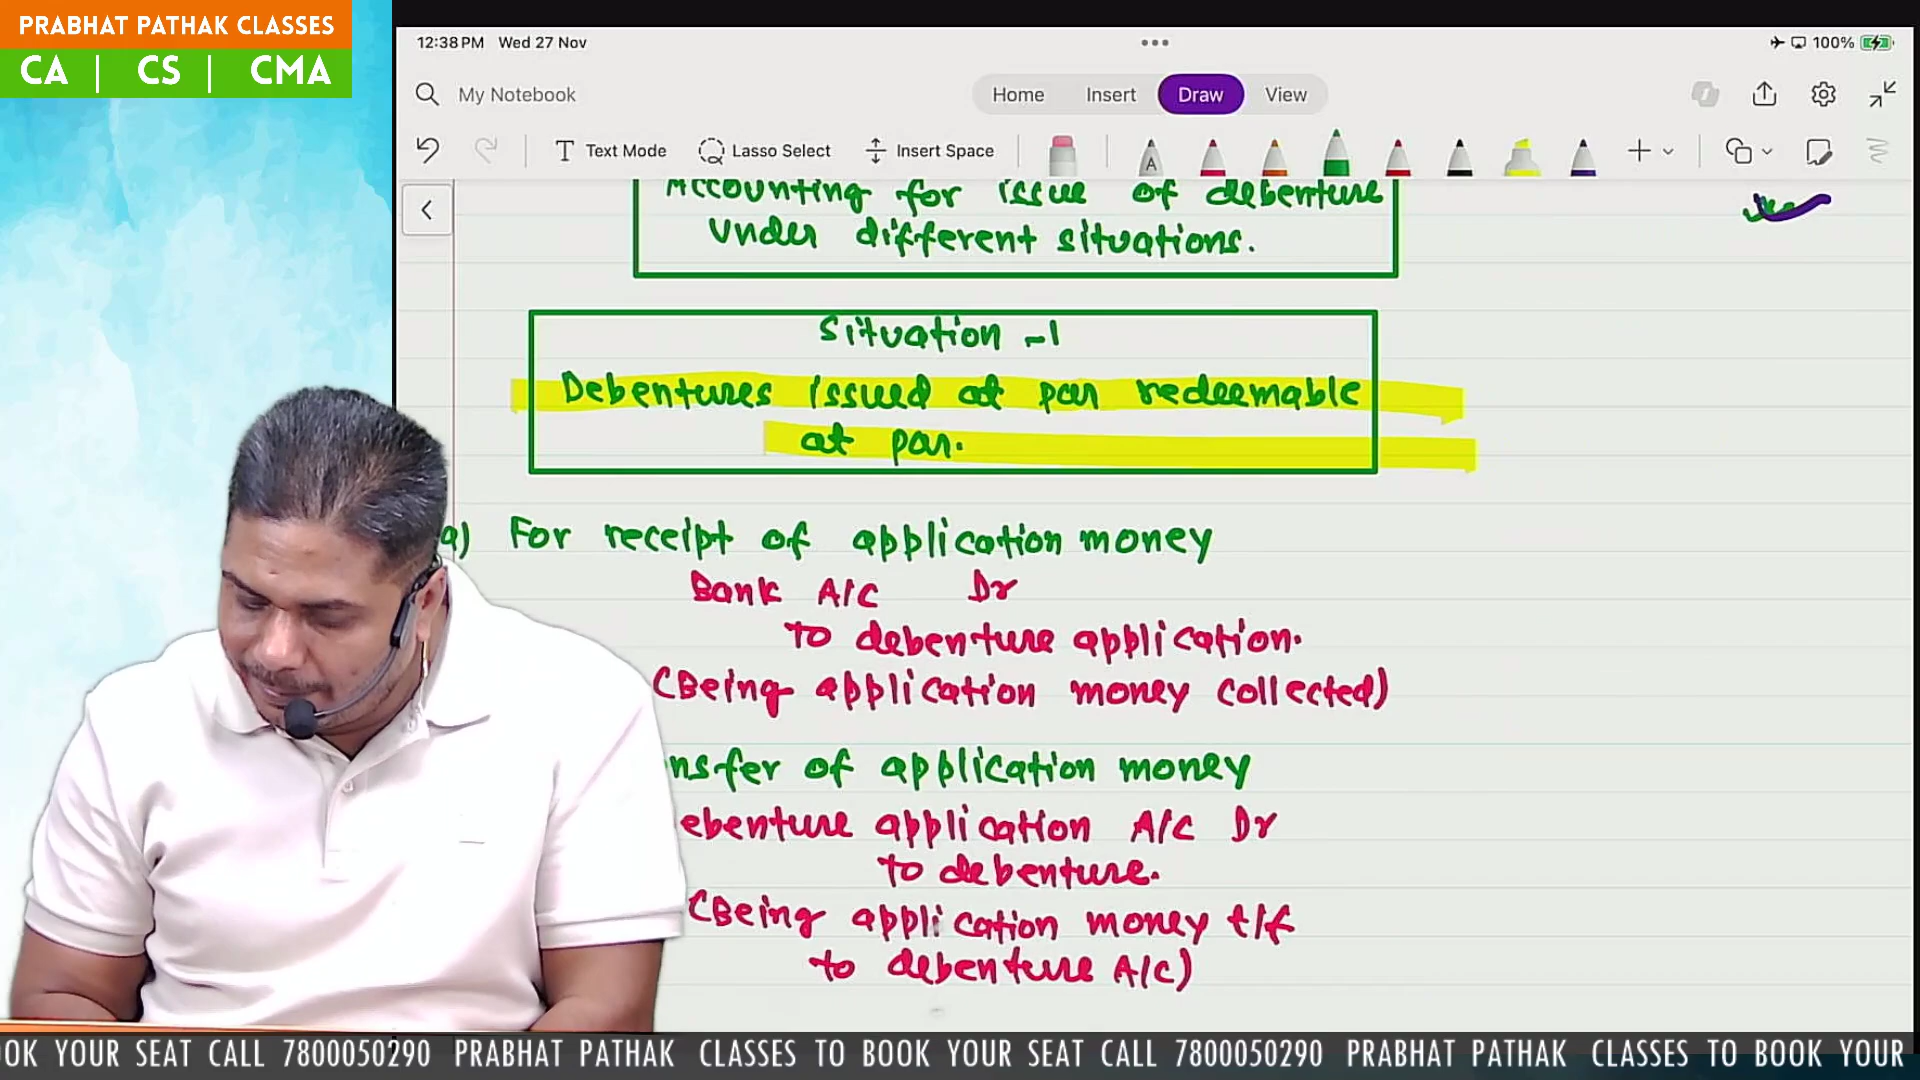 PRABHAT PATHAK CLASSES
CA | CS | CMA
12:38 PM Wed 27 Nov
100%
My Notebook
Home Insert Draw View
Text Mode Lasso Select Insert Space
A
Accounting for issue of debenture
under different situations.
Situation -1
Debentures issued at par redeemable
at par.
a) For receipt of application money
Bank A/C Dr
To debenture application.
(Being application money collected)
nsfer of application money
ebenture application A/C Dr
To debenture.
(Being application money t/f
to debenture A/C)
OOK YOUR SEAT CALL 7800050290 PRABHAT PATHAK CLASSES TO BOOK YOUR SEAT CALL 7800050290 PRABHAT PATHAK CLASSES TO BOOK YOUR